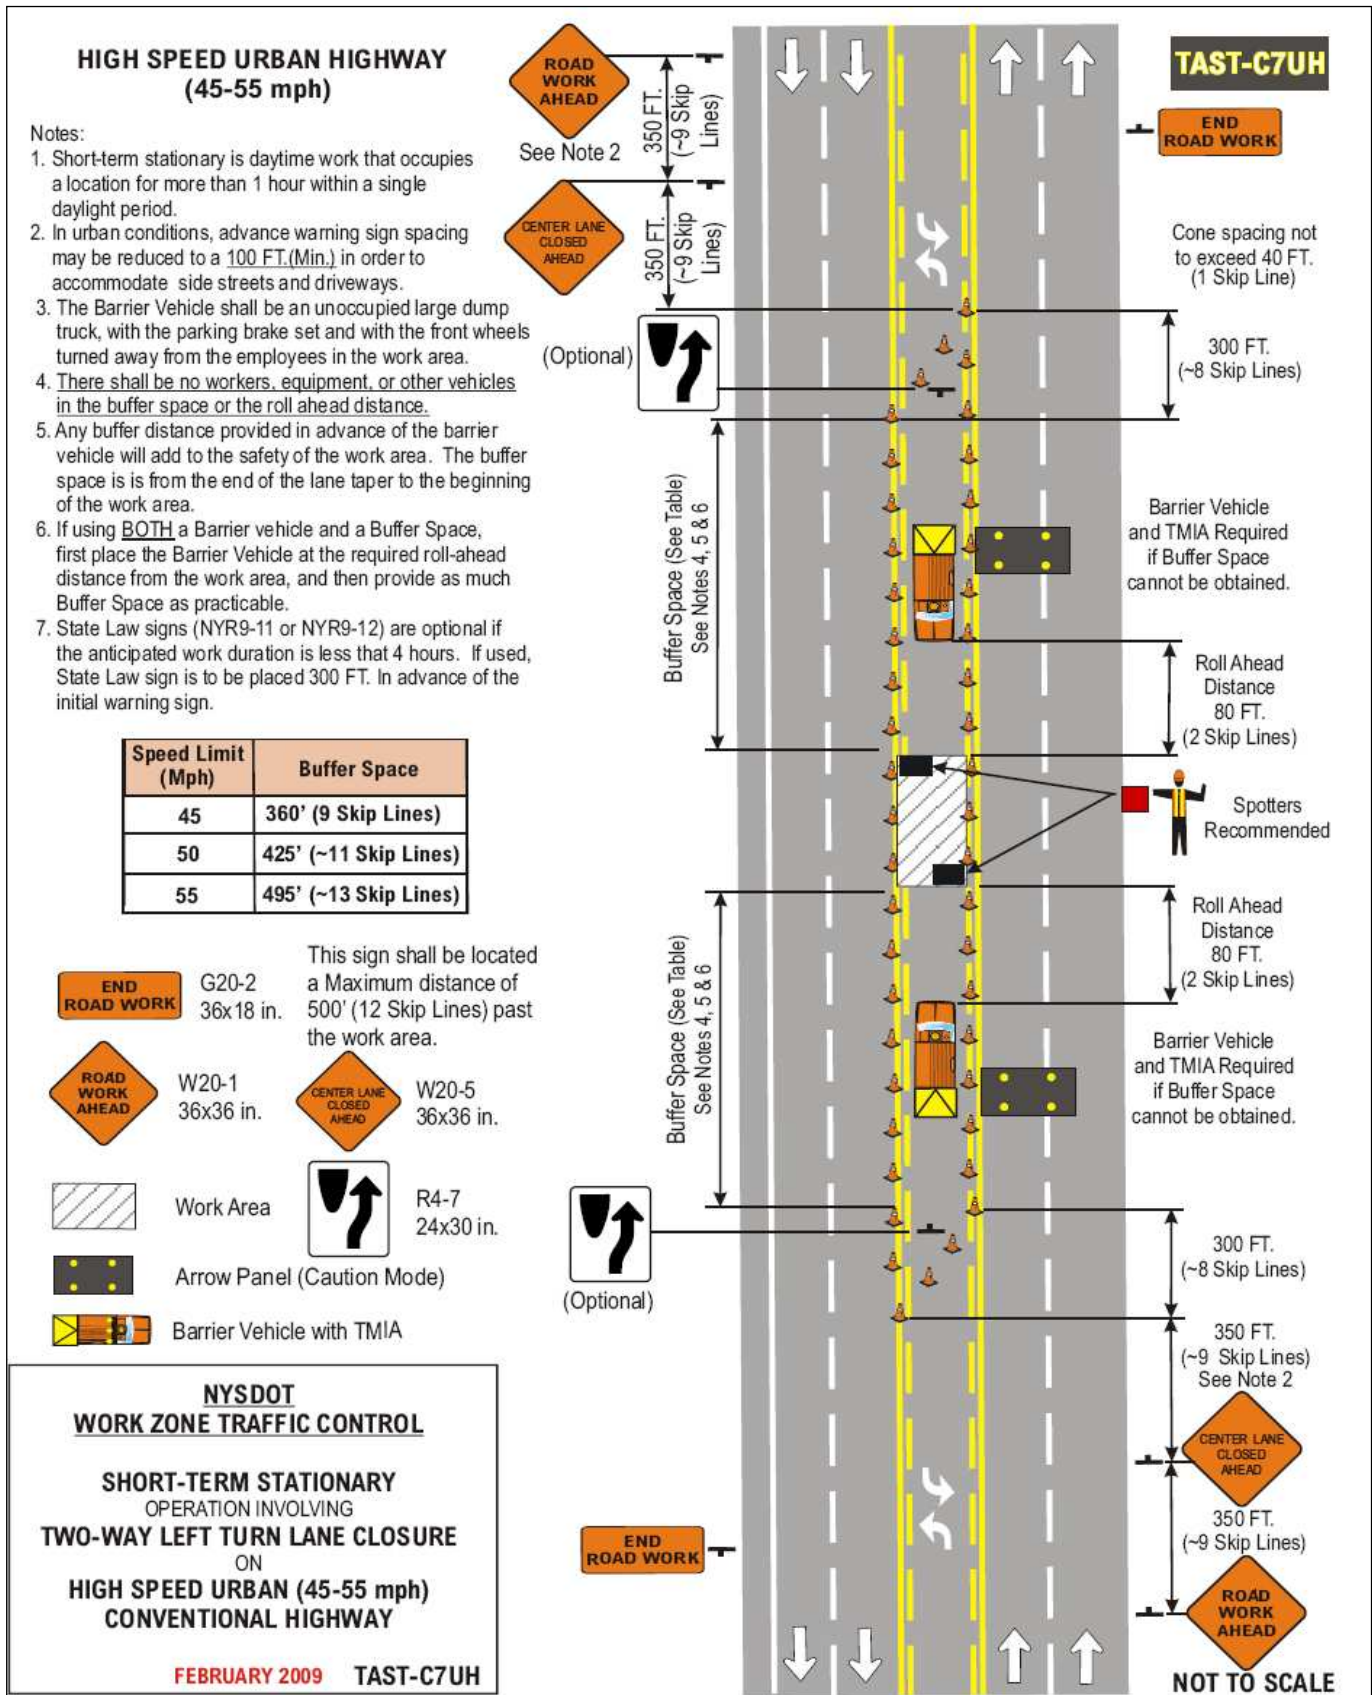 HIGH SPEED URBAN HIGHWAY
(45-55 mph)
Notes:
1. Short-term stationary is daytime work that occupies
a location for more than 1 hour within a single
daylight period.
2. In urban conditions, advance warning sign spacing
may be reduced to a 100 FT.(Min.) in order to
accommodate side streets and driveways.
3. The Barrier Vehicle shall be an unoccupied large dump
truck, with the parking brake set and with the front wheels
turned away from the employees in the work area.
4. There shall be no workers, equipment, or other vehicles
in the buffer space or the roll ahead distance.
5. Any buffer distance provided in advance of the barrier
vehicle will add to the safety of the work area. The buffer
space is is from the end of the lane taper to the beginning
of the work area.
6. If using BOTH a Barrier vehicle and a Buffer Space,
first place the Barrier Vehicle at the required roll-ahead
distance from the work area, and then provide as much
Buffer Space as practicable.
7. State Law signs (NYR9-11 or NYR9-12) are optional if
the anticipated work duration is less that 4 hours. If used,
State Law sign is to be placed 300 FT. In advance of the
initial warning sign.
Speed Limit
(Mph)
Buffer Space
45
360' (9 Skip Lines)
50
425' (~11 Skip Lines)
55
495' (~13 Skip Lines)
END
ROAD WORK
G20-2
36x18 in.
This sign shall be located
a Maximum distance of
500' (12 Skip Lines) past
the work area.
ROAD
WORK
AHEAD
W20-1
36x36 in.
CENTER LANE
CLOSED
AHEAD
W20-5
36x36 in.
Work Area
R4-7
24x30 in.
Arrow Panel (Caution Mode)
Barrier Vehicle with TMIA
NYSDOT
WORK ZONE TRAFFIC CONTROL
SHORT-TERM STATIONARY
OPERATION INVOLVING
TWO-WAY LEFT TURN LANE CLOSURE
ON
HIGH SPEED URBAN (45-55 mph)
CONVENTIONAL HIGHWAY
FEBRUARY 2009 TAST-C7UH
ROAD
WORK
AHEAD
See Note 2
350 FT.
(~9 Skip
Lines)
CENTER LANE
CLOSED
AHEAD
350 FT.
(~9 Skip
Lines)
(Optional)
Buffer Space (See Table)
See Notes 4, 5 & 6
Buffer Space (See Table)
See Notes 4, 5 & 6
(Optional)
END
ROAD WORK
TAST-C7UH
END
ROAD WORK
Cone spacing not
to exceed 40 FT.
(1 Skip Line)
300 FT.
(~8 Skip Lines)
Barrier Vehicle
and TMIA Required
if Buffer Space
cannot be obtained.
Roll Ahead
Distance
80 FT.
(2 Skip Lines)
Spotters
Recommended
Roll Ahead
Distance
80 FT.
(2 Skip Lines)
Barrier Vehicle
and TMIA Required
if Buffer Space
cannot be obtained.
300 FT.
(~8 Skip Lines)
350 FT.
(~9 Skip Lines)
See Note 2
CENTER LANE
CLOSED
AHEAD
350 FT.
(~9 Skip Lines)
ROAD
WORK
AHEAD
NOT TO SCALE